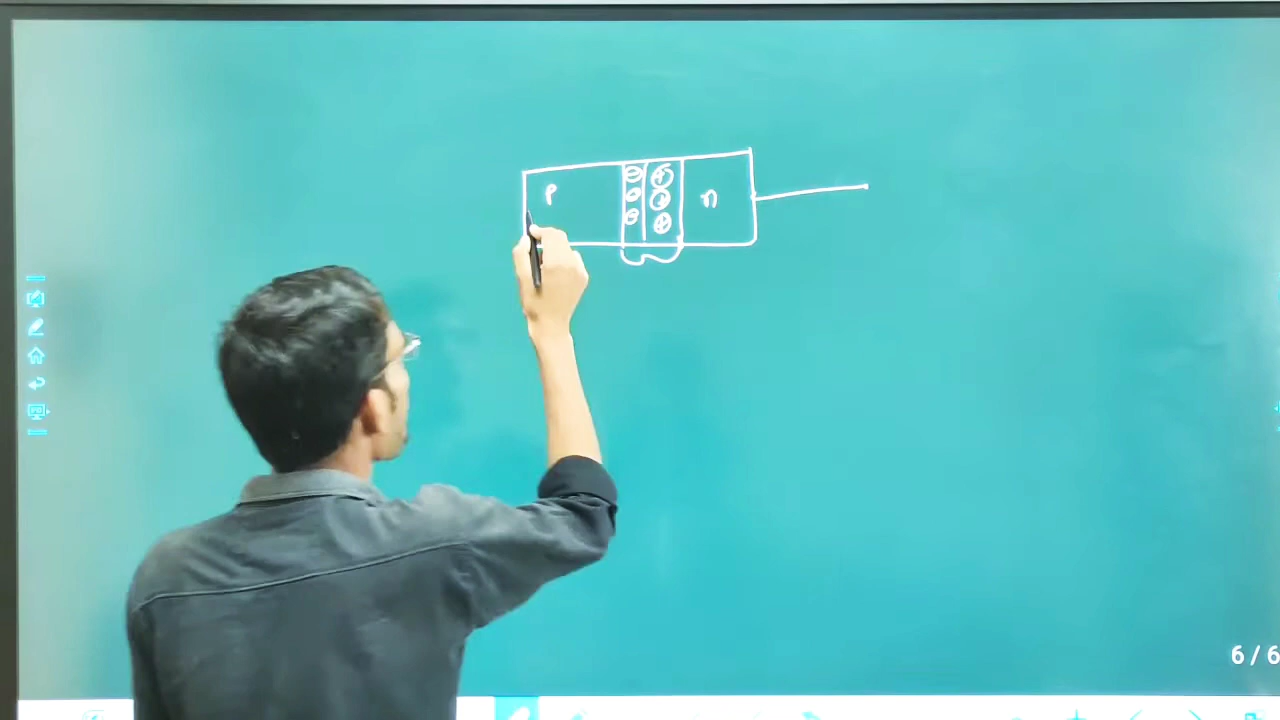 p ⊖ ⊕ n
⊖ ⊕
⊖ ⊕
6 / 6